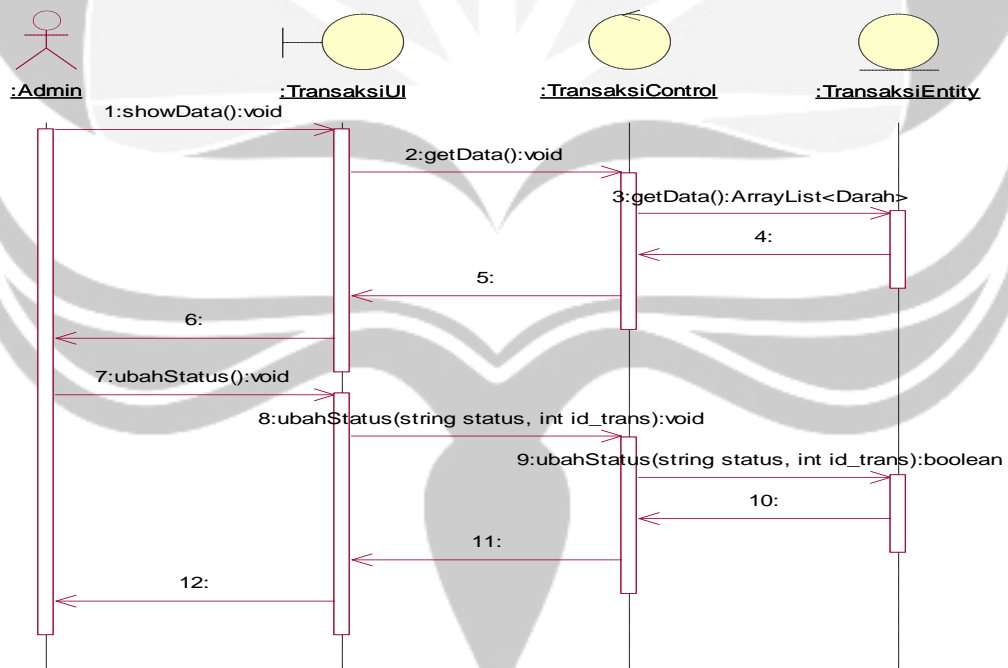 :Admin
:TransaksiUI
:TransaksiControl
:TransaksiEntity
1:showData():void
2:getData():void
3:getData():ArrayList<Darah>
4:
5:
6:
7:ubahStatus():void
8:ubahStatus(string status, int id_trans):void
9:ubahStatus(string status, int id_trans):boolean
10:
11:
12: